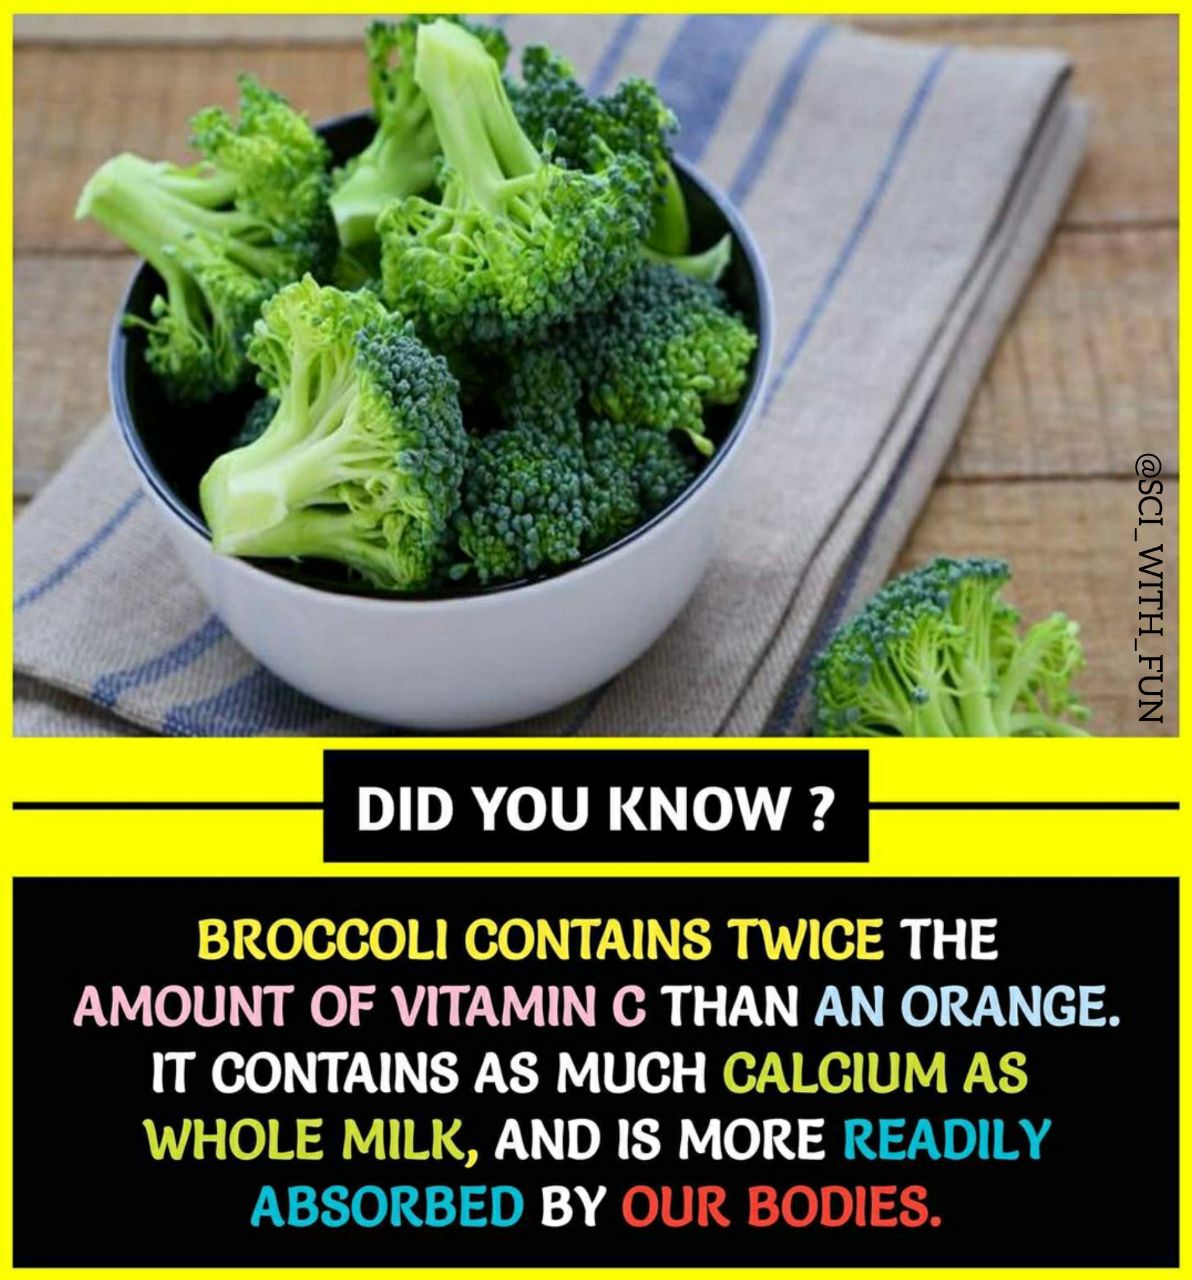 @SCI_WITH_FUN
DID YOU KNOW ?
BROCCOLI CONTAINS TWICE THE
AMOUNT OF VITAMIN C THAN AN ORANGE.
IT CONTAINS AS MUCH CALCIUM AS
WHOLE MILK, AND IS MORE READILY
ABSORBED BY OUR BODIES.